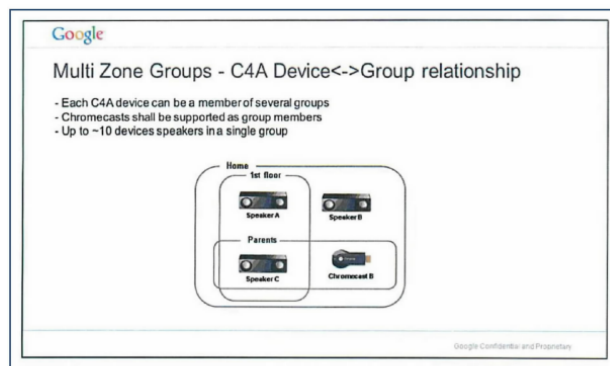 Google
Multi Zone Groups - C4A Device<->Group relationship
- Each C4A device can be a member of several groups
- Chromecasts shall be supported as group members
- Up to ~10 devices speakers in a single group
Home
1st floor
Speaker A
Speaker B
Parents
Speaker C
Chromecast B
Google Confidential and Proprietary